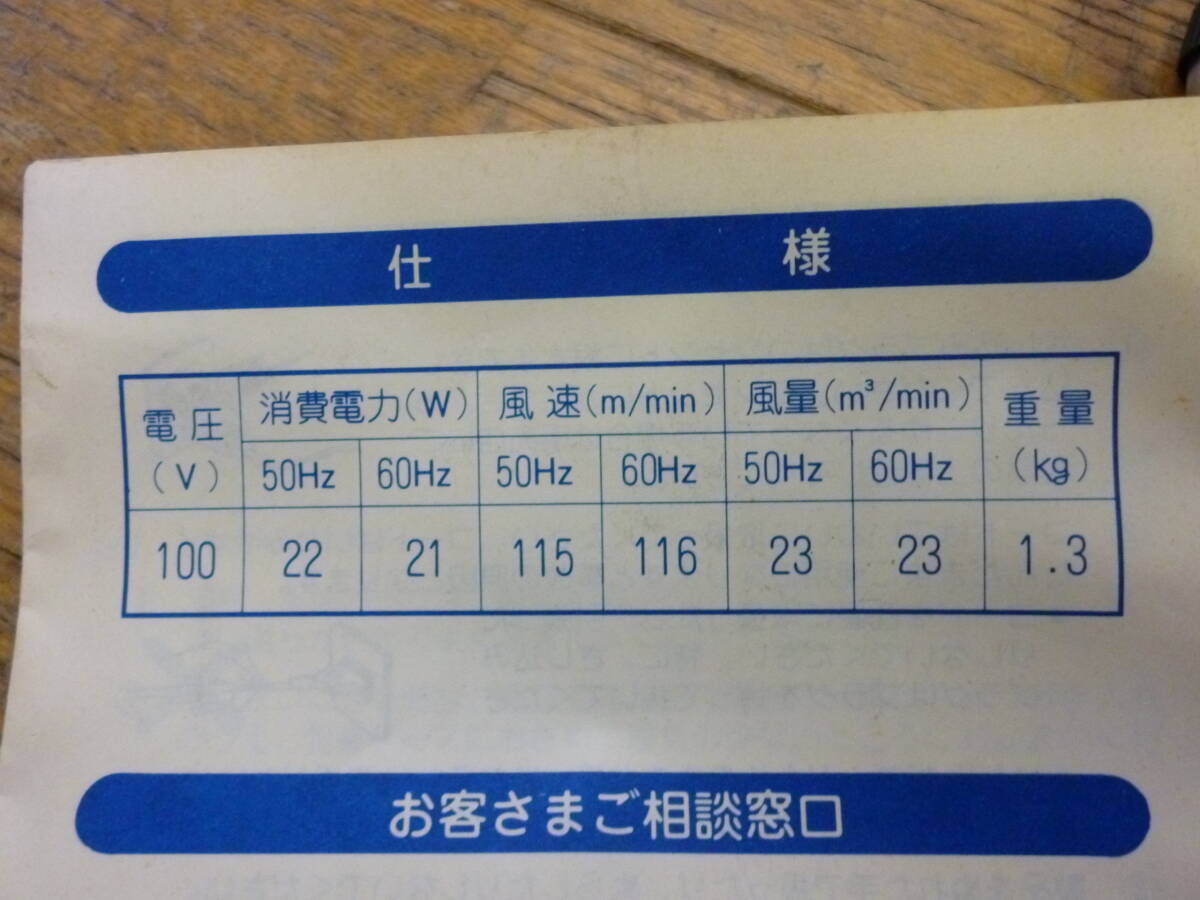 仕様
電圧(V) 消費電力(W) 風速(m/min) 風量(m³/min) 重量(kg)
50Hz 60Hz 50Hz 60Hz 50Hz 60Hz
100 22 21 115 116 23 23 1.3
お客さまご相談窓口